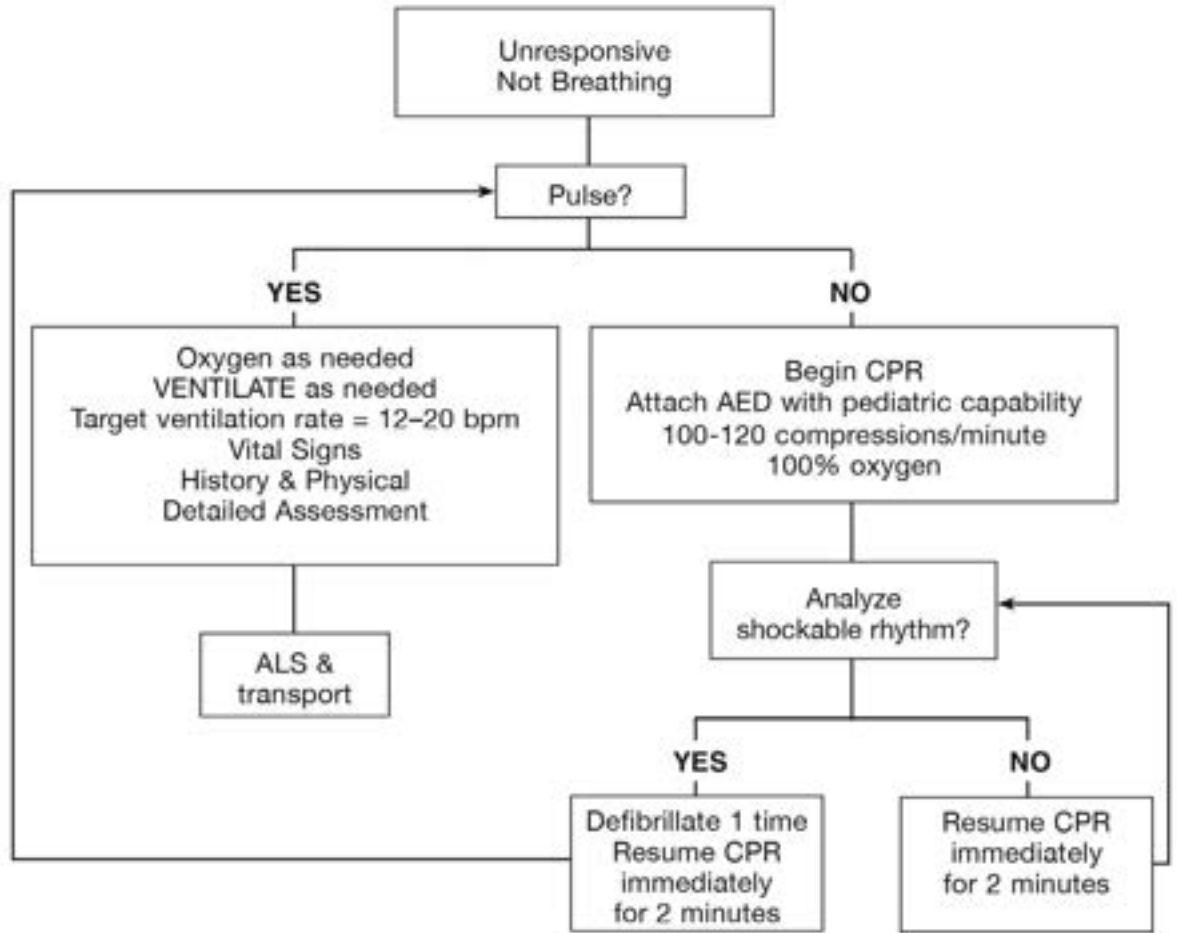 Unresponsive
Not Breathing
Pulse?
YES
NO
Oxygen as needed
VENTILATE as needed
Target ventilation rate = 12–20 bpm
Vital Signs
History & Physical
Detailed Assessment
Begin CPR
Attach AED with pediatric capability
100-120 compressions/minute
100% oxygen
ALS &
transport
Analyze
shockable rhythm?
YES
NO
Defibrillate 1 time
Resume CPR
immediately
for 2 minutes
Resume CPR
immediately
for 2 minutes